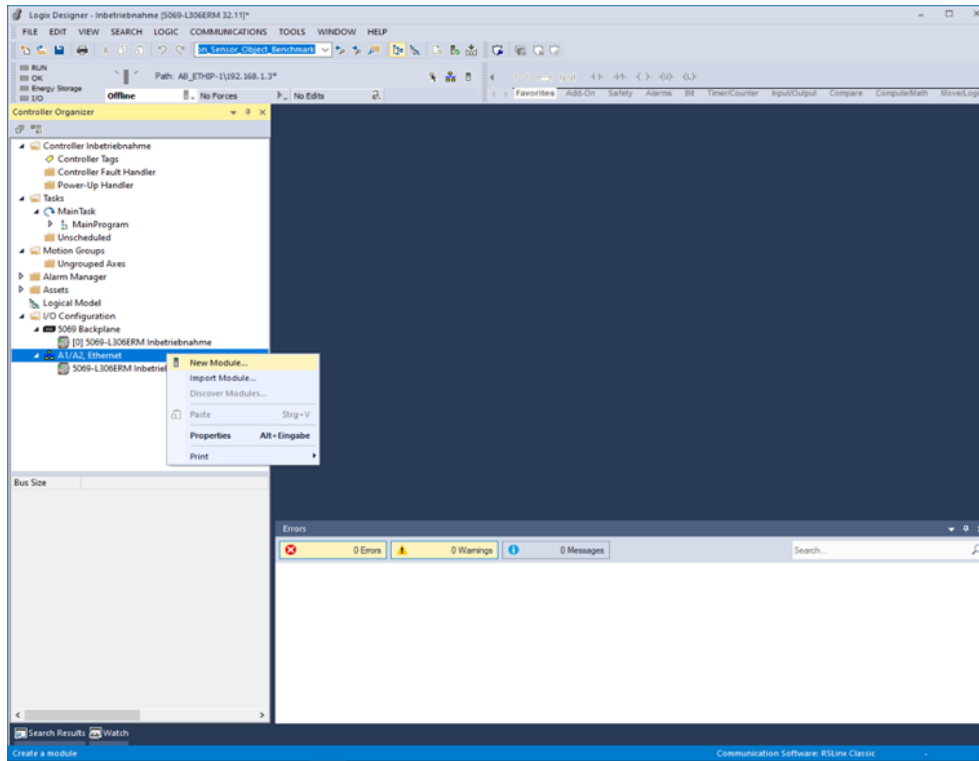 Logix Designer - Inbetriebnahme [5069-L306ERM 32.11]*
FILE EDIT VIEW SEARCH LOGIC COMMUNICATIONS TOOLS WINDOW HELP
on_Sensor_Object_Benchmark
RUN
OK
Energy Storage
I/O
Path: AB_ETHIP-1\192.168.1.3*
Offline No Forces No Edits
Favorites Add-On Safety Alarms Bit Timer/Counter Input/Output Compare Compute/Math Move/Logi
Controller Organizer
Controller Inbetriebnahme
Controller Tags
Controller Fault Handler
Power-Up Handler
Tasks
MainTask
MainProgram
Unscheduled
Motion Groups
Ungrouped Axes
Alarm Manager
Assets
Logical Model
I/O Configuration
5069 Backplane
[0] 5069-L306ERM Inbetriebnahme
A1/A2, Ethernet
5069-L306ERM Inbetrie
New Module...
Import Module...
Discover Modules...
Paste Strg+V
Properties Alt+Eingabe
Print
Bus Size
Errors
0 Errors 0 Warnings 0 Messages Search...
Search Results Watch
Create a module Communication Software: RSLinx Classic